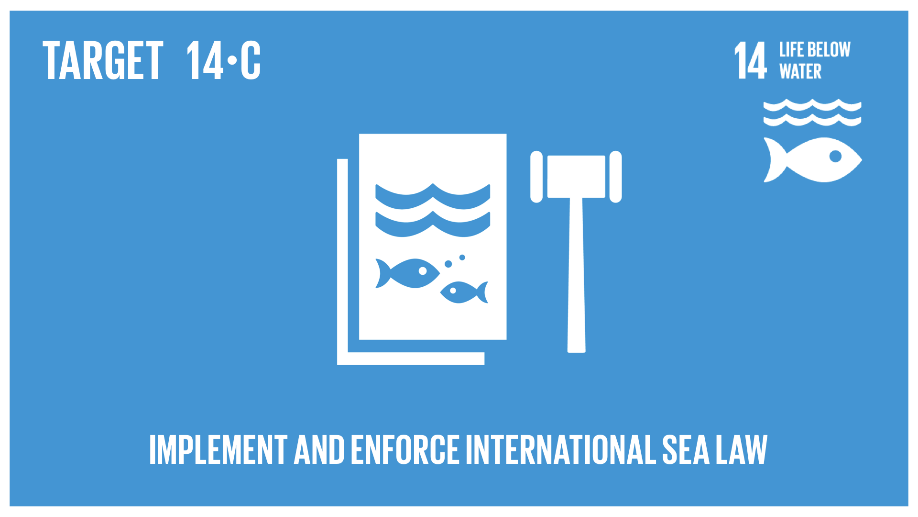 TARGET 14•C
14 LIFE BELOW
WATER
IMPLEMENT AND ENFORCE INTERNATIONAL SEA LAW